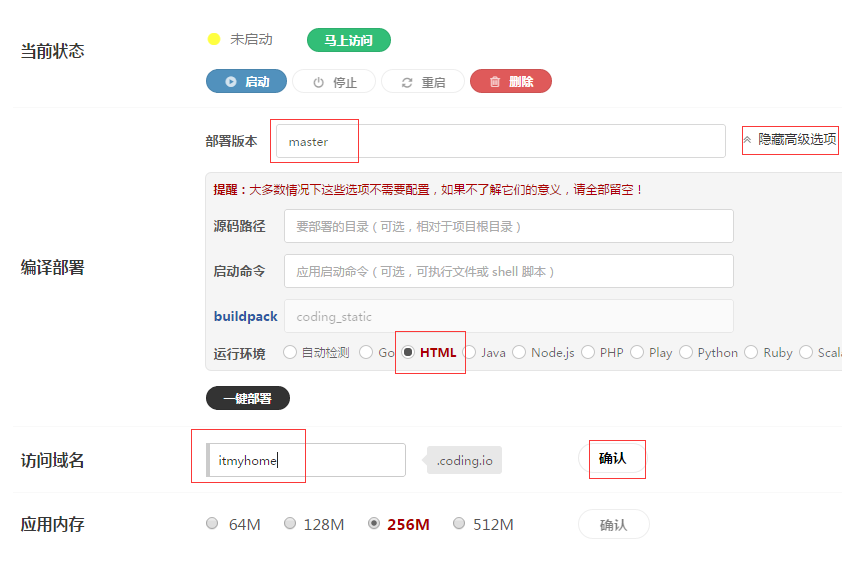 当前状态
未启动
马上访问
启动
停止
重启
删除
部署版本
master
隐藏高级选项
提醒：大多数情况下这些选项不需要配置，如果不了解它们的意义，请全部留空！
源码路径
要部署的目录（可选，相对于项目根目录）
编译部署
启动命令
应用启动命令（可选，可执行文件或 shell 脚本）
buildpack
coding_static
运行环境
自动检测 Go HTML Java Node.js PHP Play Python Ruby Scala
一键部署
访问域名
itmyhome
.coding.io
确认
应用内存
64M 128M 256M 512M
确认